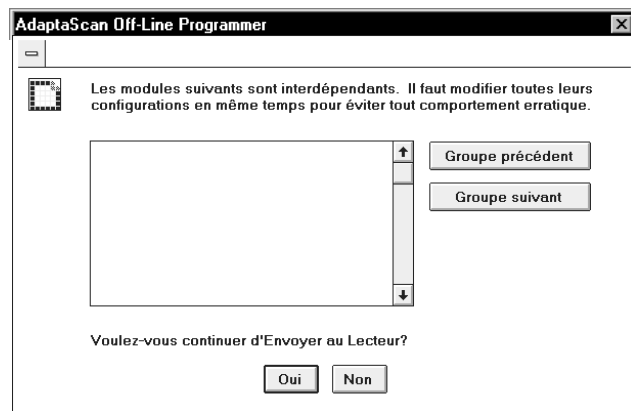 AdaptaScan Off-Line Programmer
Les modules suivants sont interdépendants. Il faut modifier toutes leurs
configurations en même temps pour éviter tout comportement erratique.
Groupe précédent
Groupe suivant
Voulez-vous continuer d'Envoyer au Lecteur?
Oui
Non